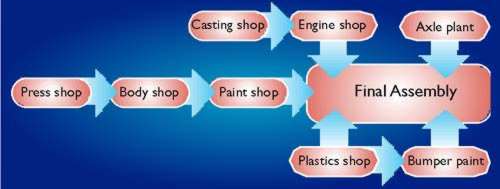 Casting shop
Engine shop
Axle plant
Press shop
Body shop
Paint shop
Final Assembly
Plastics shop
Bumper paint